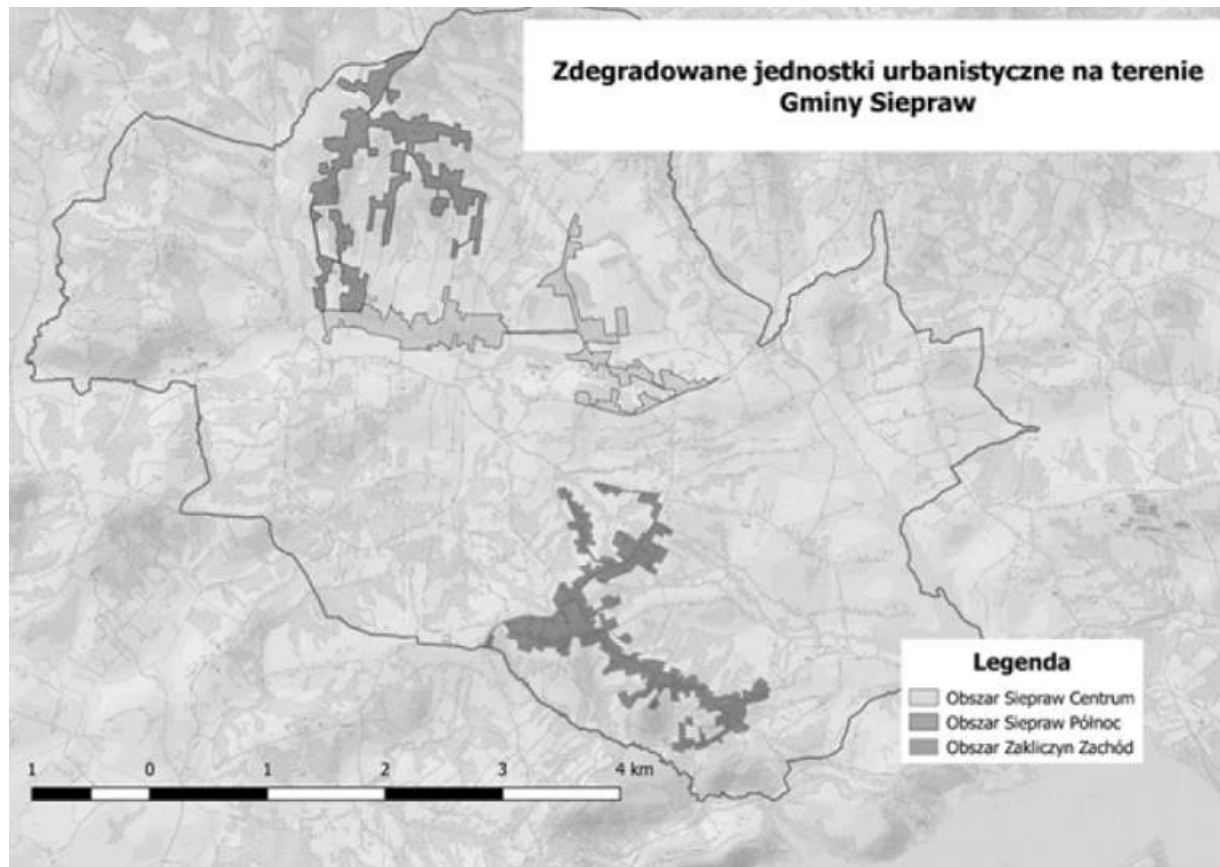 Zdegradowane jednostki urbanistyczne na terenie
Gminy Siepraw
Legenda
Obszar Siepraw Centrum
Obszar Siepraw Północ
Obszar Zakliczyn Zachód
1 0 1 2 3 4 km